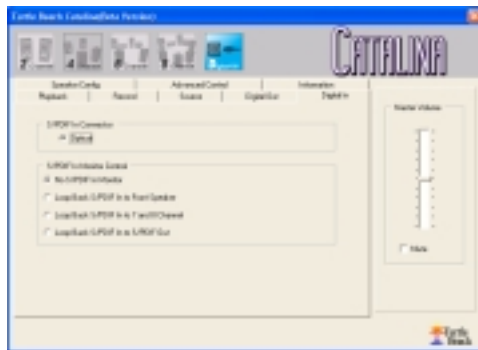 Turtle Beach Catalina(Beta Version)
CATALINA
Speaker Config Advanced Control Information
Playback Record Source Digital Out Digital In
Master Volume
S/PDIF In Connector
Optical
S/PDIF In Monitor Control
No S/PDIF In Monitor
Loop Back S/PDIF In to Front Speaker
Loop Back S/PDIF In to 7 and 8 Channel
Loop Back S/PDIF In to S/PDIF Out
Mute
Turtle
Beach